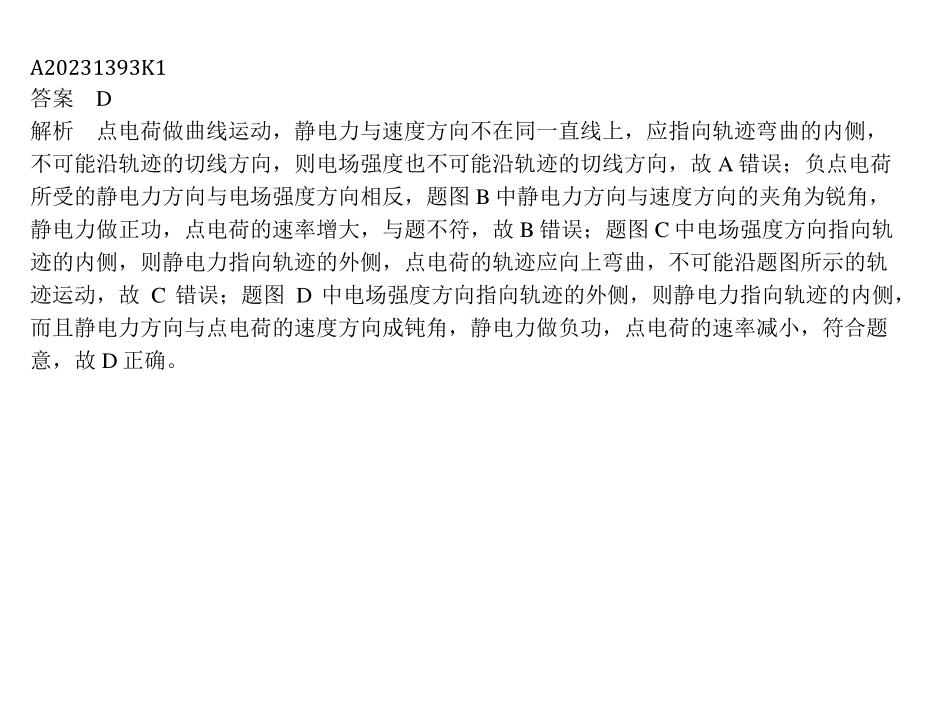 A20231393K1
答案　D
解析　点电荷做曲线运动，静电力与速度方向不在同一直线上，应指向轨迹弯曲的内侧，
不可能沿轨迹的切线方向，则电场强度也不可能沿轨迹的切线方向，故 A 错误；负点电荷
所受的静电力方向与电场强度方向相反，题图 B 中静电力方向与速度方向的夹角为锐角，
静电力做正功，点电荷的速率增大，与题不符，故 B 错误；题图 C 中电场强度方向指向轨
迹的内侧，则静电力指向轨迹的外侧，点电荷的轨迹应向上弯曲，不可能沿题图所示的轨
迹运动，故 C 错误；题图 D 中电场强度方向指向轨迹的外侧，则静电力指向轨迹的内侧，
而且静电力方向与点电荷的速度方向成钝角，静电力做负功，点电荷的速率减小，符合题
意，故 D 正确。